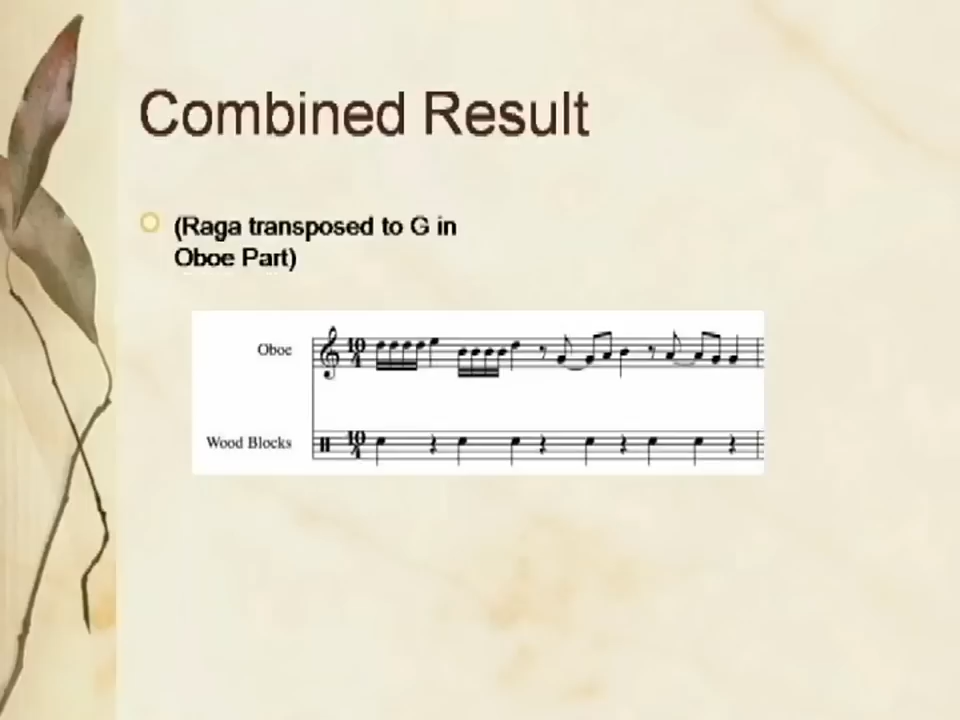 Combined Result
(Raga transposed to G in
Oboe Part)
Oboe
10
4
Wood Blocks
10
4